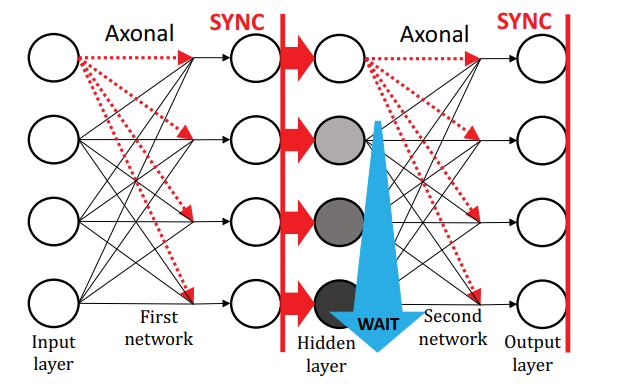 Axonal
SYNC
Axonal
SYNC
WAIT
First
network
Second
network
Input
layer
Hidden
layer
Output
layer